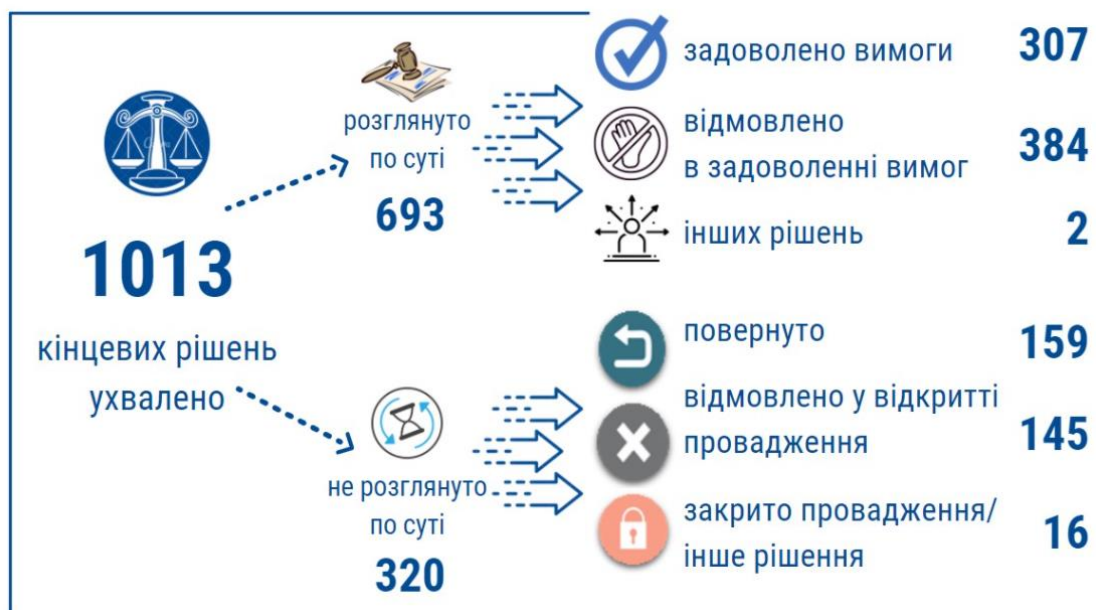 1013
кінцевих рішень
ухвалено
розглянуто
по суті
693
задоволено вимоги
307
відмовлено
в задоволенні вимог
384
інших рішень
2
не розглянуто
по суті
320
повернуто
159
відмовлено у відкритті
провадження
145
закрито провадження/
інше рішення
16